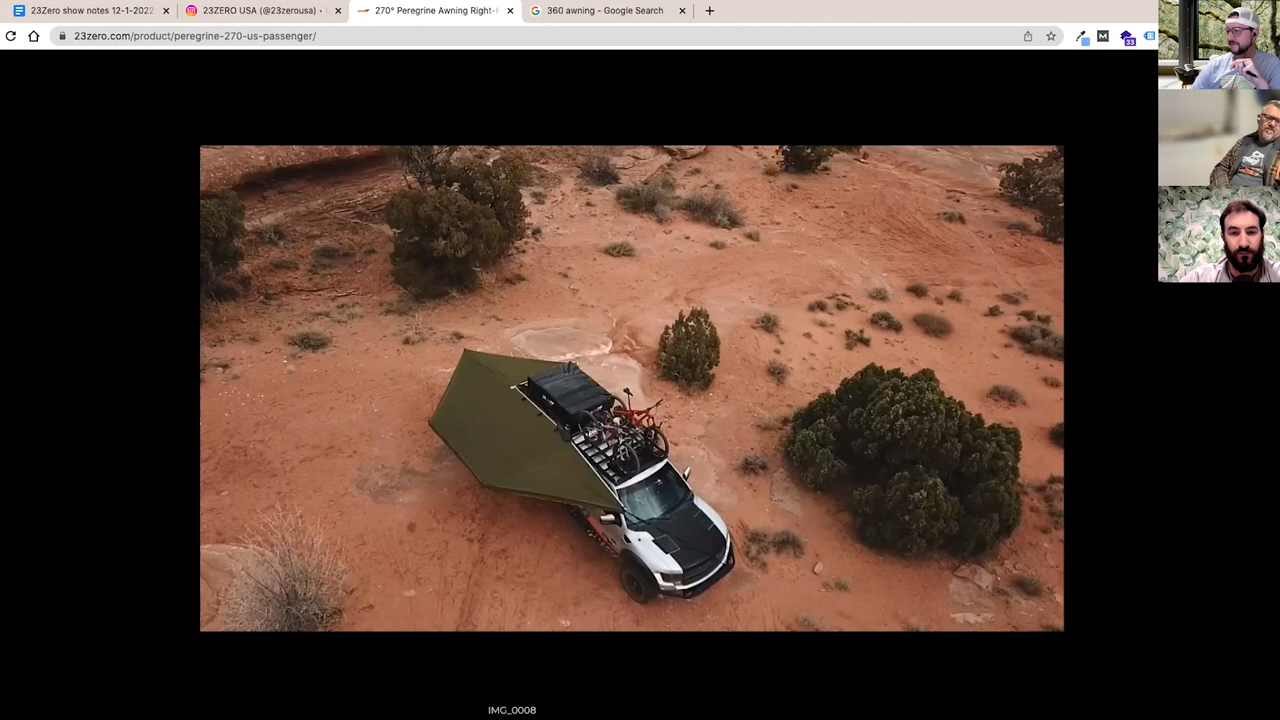 23Zero show notes 12-1-2022
23ZERO USA (@23zerousa) •
270° Peregrine Awning Right-H
360 awning - Google Search
23zero.com/product/peregrine-270-us-passenger/
M
33
IMG_0008